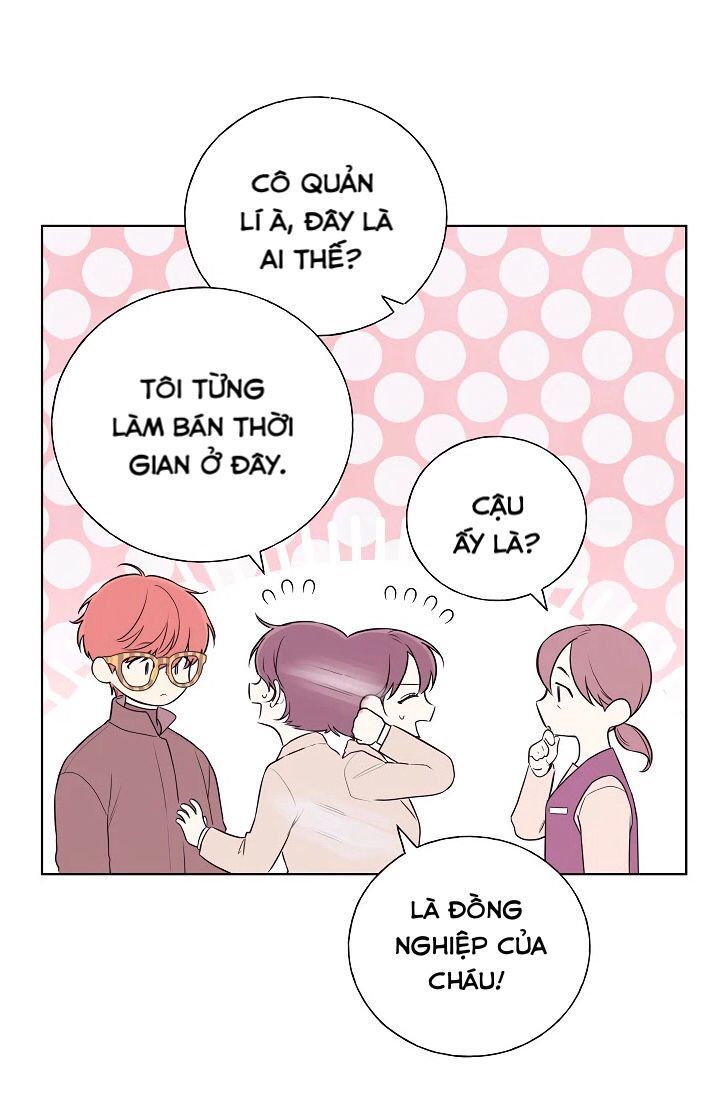 CÔ QUẢN
LÍ À, ĐÂY LÀ
AI THẾ?
TÔI TỪNG
LÀM BÁN THỜI
GIAN Ở ĐÂY.
CẬU
ẤY LÀ?
LÀ ĐỒNG
NGHIỆP CỦA
CHÁU!